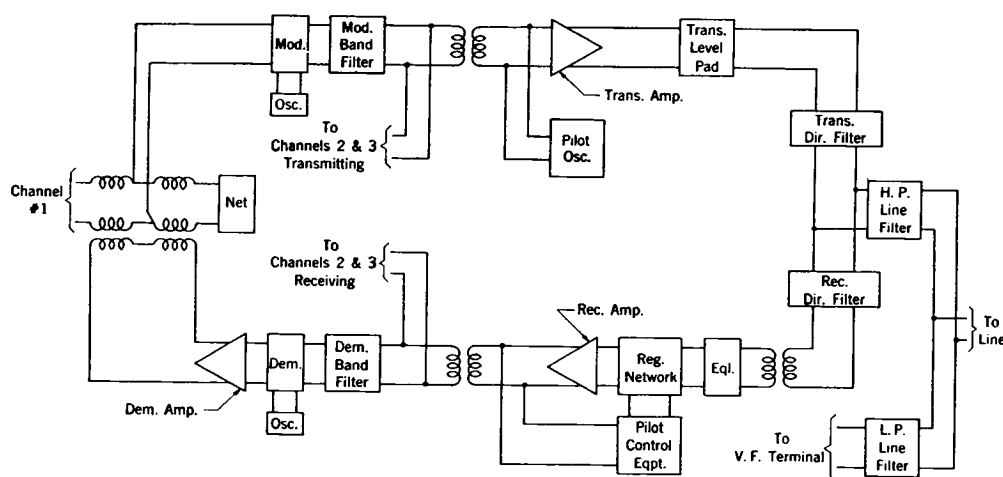 Mod.
Mod.
Band
Filter
Osc.
Trans. Amp.
Trans.
Level
Pad
To
Channels 2 & 3
Transmitting
Pilot
Osc.
Trans.
Dir. Filter
Channel
#1
Net
H. P.
Line
Filter
To
Channels 2 & 3
Receiving
Rec.
Dir. Filter
Rec. Amp.
To
Line
Dem.
Dem.
Band
Filter
Reg.
Network
Eql.
Dem. Amp.
Osc.
Pilot
Control
Eqpt.
To
V. F. Terminal
L. P.
Line
Filter